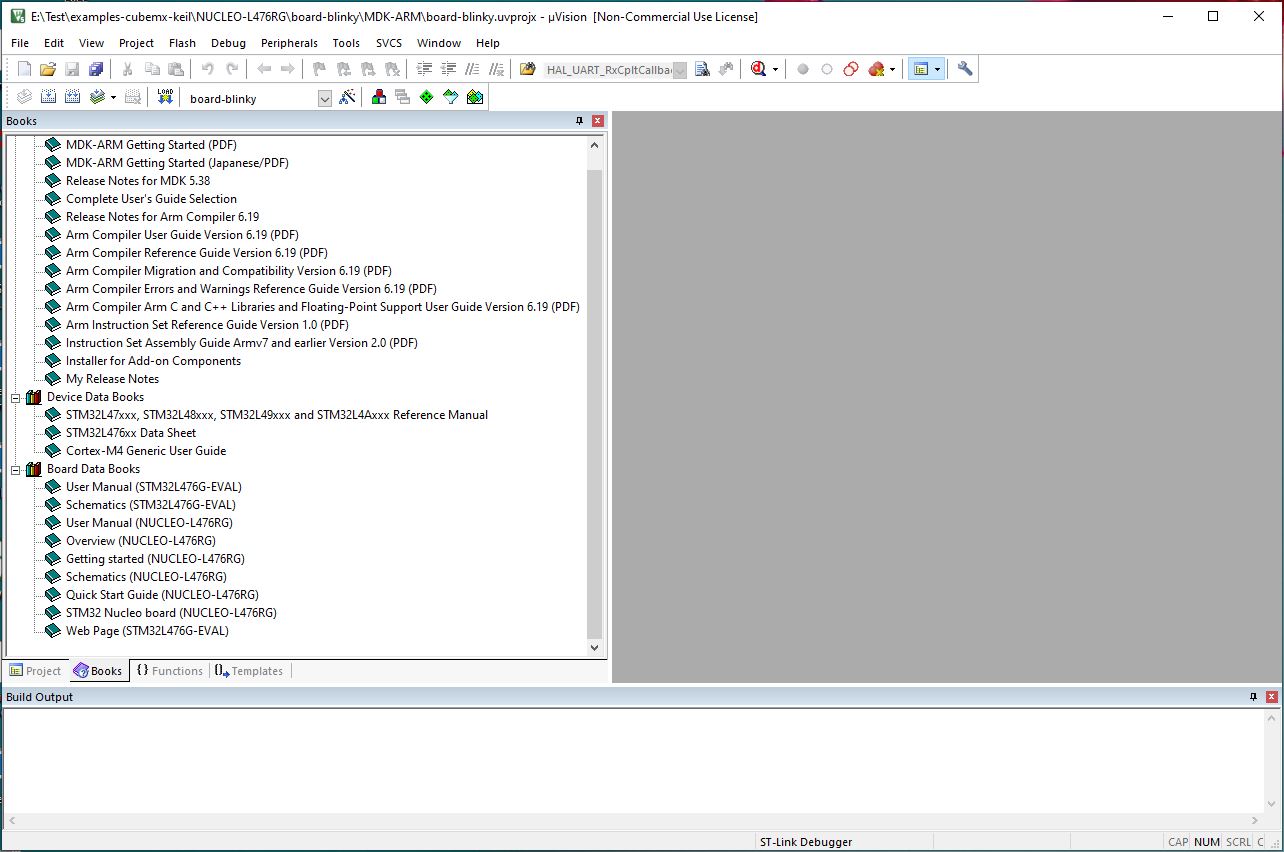 E:\Test\examples-cubemx-keil\NUCLEO-L476RG\board-blinky\MDK-ARM\board-blinky.uvprojx - µVision  [Non-Commercial Use License]
File Edit View Project Flash Debug Peripherals Tools SVCS Window Help
HAL_UART_RxCpltCallba
LOAD board-blinky
Books
MDK-ARM Getting Started (PDF)
MDK-ARM Getting Started (Japanese/PDF)
Release Notes for MDK 5.38
Complete User's Guide Selection
Release Notes for Arm Compiler 6.19
Arm Compiler User Guide Version 6.19 (PDF)
Arm Compiler Reference Guide Version 6.19 (PDF)
Arm Compiler Migration and Compatibility Version 6.19 (PDF)
Arm Compiler Errors and Warnings Reference Guide Version 6.19 (PDF)
Arm Compiler Arm C and C++ Libraries and Floating-Point Support User Guide Version 6.19 (PDF)
Arm Instruction Set Reference Guide Version 1.0 (PDF)
Instruction Set Assembly Guide Armv7 and earlier Version 2.0 (PDF)
Installer for Add-on Components
My Release Notes
Device Data Books
STM32L47xxx, STM32L48xxx, STM32L49xxx and STM32L4Axxx Reference Manual
STM32L476xx Data Sheet
Cortex-M4 Generic User Guide
Board Data Books
User Manual (STM32L476G-EVAL)
Schematics (STM32L476G-EVAL)
User Manual (NUCLEO-L476RG)
Overview (NUCLEO-L476RG)
Getting started (NUCLEO-L476RG)
Schematics (NUCLEO-L476RG)
Quick Start Guide (NUCLEO-L476RG)
STM32 Nucleo board (NUCLEO-L476RG)
Web Page (STM32L476G-EVAL)
Project Books {} Functions Templates
Build Output
ST-Link Debugger CAP NUM SCRL C